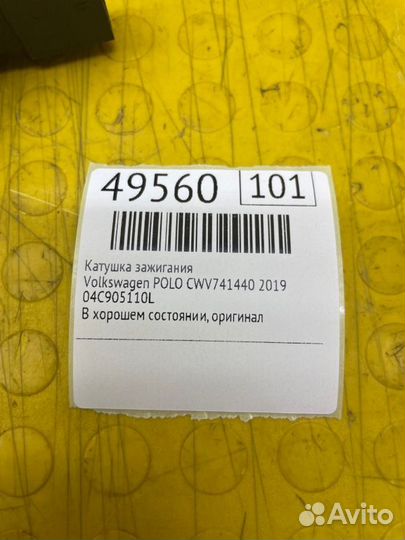 49560 101
Катушка зажигания
Volkswagen POLO CWV741440 2019
04C905110L
В хорошем состоянии, оригинал
Avito